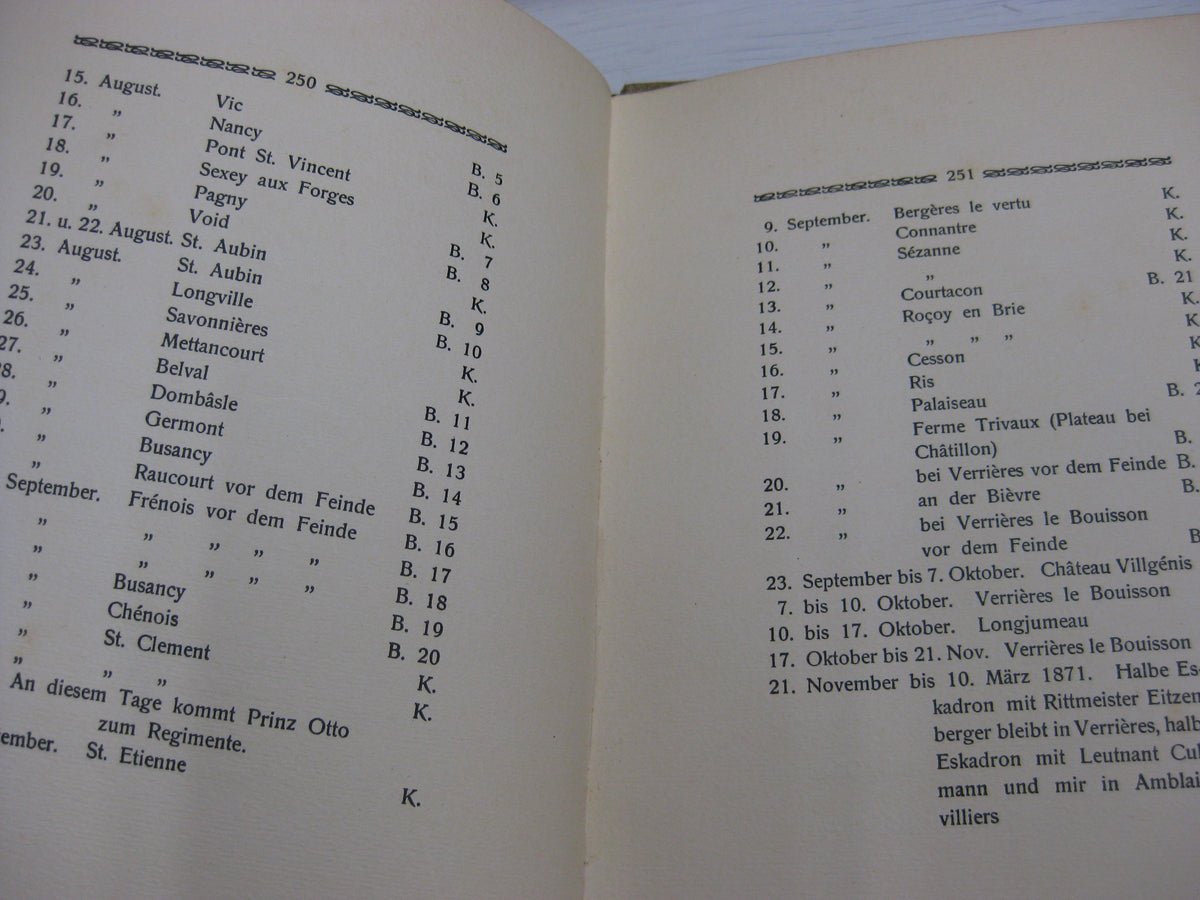 250
15. August. Vic B. 5
16. „ Nancy B. 6
17. „ Pont St. Vincent K.
18. „ Sexey aux Forges K.
19. „ Pagny B. 7
20. „ Void B. 8
21. u. 22. August. St. Aubin K.
23. August. St. Aubin B. 9
24. „ Longville B. 10
25. „ Savonnières K.
26. „ Mettancourt K.
27. „ Belval B. 11
8. „ Dombâsle B. 12
9. „ Germont B. 13
„ Busancy B. 14
„ Raucourt vor dem Feinde B. 15
September. Frénois vor dem Feinde B. 16
„ „ „ „ „ B. 17
„ „ „ „ „ B. 18
„ Busancy B. 19
„ Chénois B. 20
„ St. Clement K.
„ „ „ K.
An diesem Tage kommt Prinz Otto
zum Regimente.
ember. St. Etienne K.
251
9. September. Bergères le vertu K.
10. „ Connantre K.
11. „ Sézanne K.
12. „ „ K.
13. „ Courtacon B. 21
14. „ Roçoy en Brie K.
15. „ „ „ „ K.
16. „ Cesson K
17. „ Ris K
18. „ Palaiseau B. 2
19. „ Ferme Trivaux (Plateau bei
Châtillon) B.
20. „ bei Verrières vor dem Feinde B.
21. „ an der Bièvre B.
22. „ bei Verrières le Bouisson
vor dem Feinde B
23. September bis 7. Oktober. Château Villgénis
7. bis 10. Oktober. Verrières le Bouisson
10. bis 17. Oktober. Longjumeau
17. Oktober bis 21. Nov. Verrières le Bouisson
21. November bis 10. März 1871. Halbe Es-
kadron mit Rittmeister Eitzen
berger bleibt in Verrières, halb
Eskadron mit Leutnant Cul
mann und mir in Amblai
villiers